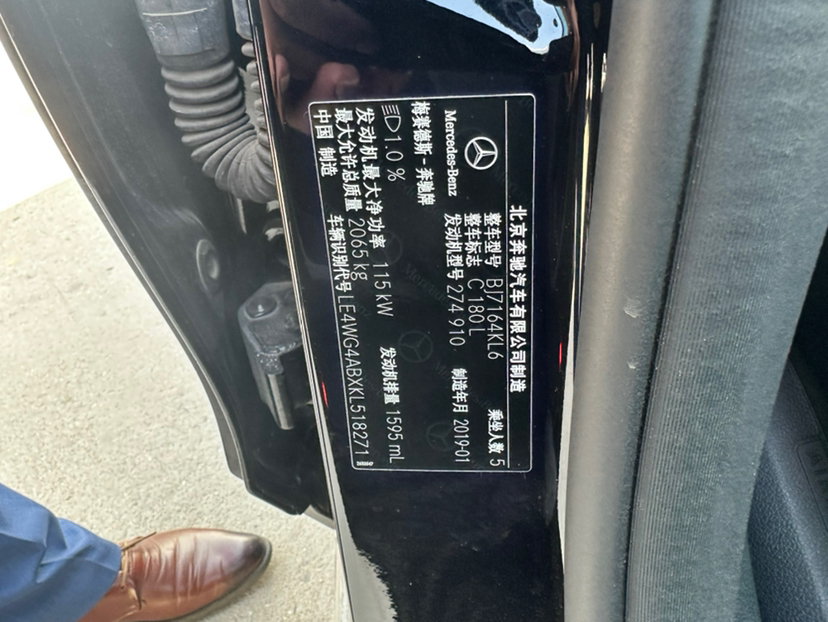 北京奔驰汽车有限公司制造
Mercedes-Benz
梅赛德斯－奔驰牌
整车型号 BJ7164KL6 乘坐人数 5
整车标志 C 180 L
发动机型号 274 910 制造年月 2019-01
1.0 %
发动机最大净功率 115 kW 发动机排量 1595 mL
最大允许总质量 2065 kg
中国 制造 车辆识别代号 LE4WG4ABXKL518271